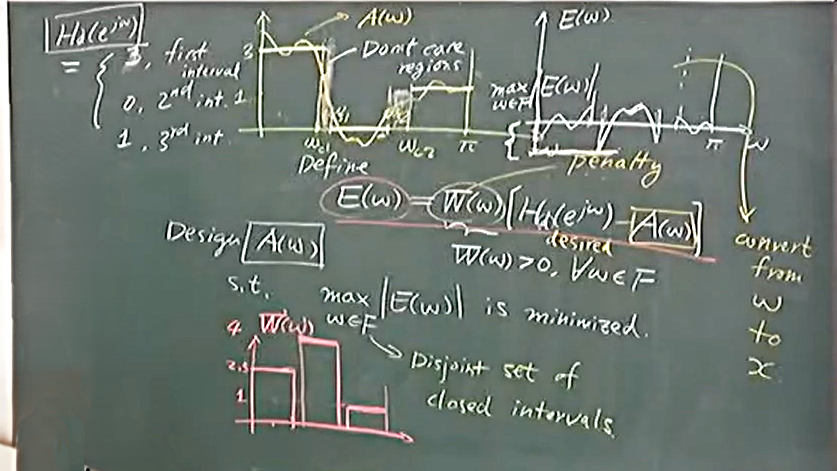 Hd(e^jω)
= { 3, first interval
0, 2nd int.
1, 3rd int.
A(ω)
Don't care regions
3
1
ωc1
ωc2
π
E(ω)
max ω∈F |E(ω)|
π
ω
Define
penalty
E(ω) = W(ω)[Hd(e^jω) - A(ω)]
desired
W(ω) > 0, ∀ω∈F
Design A(ω)
s.t.
max ω∈F |E(ω)| is minimized.
Disjoint set of
closed intervals.
4
W(ω)
2.5
1
convert
from
ω
to
x